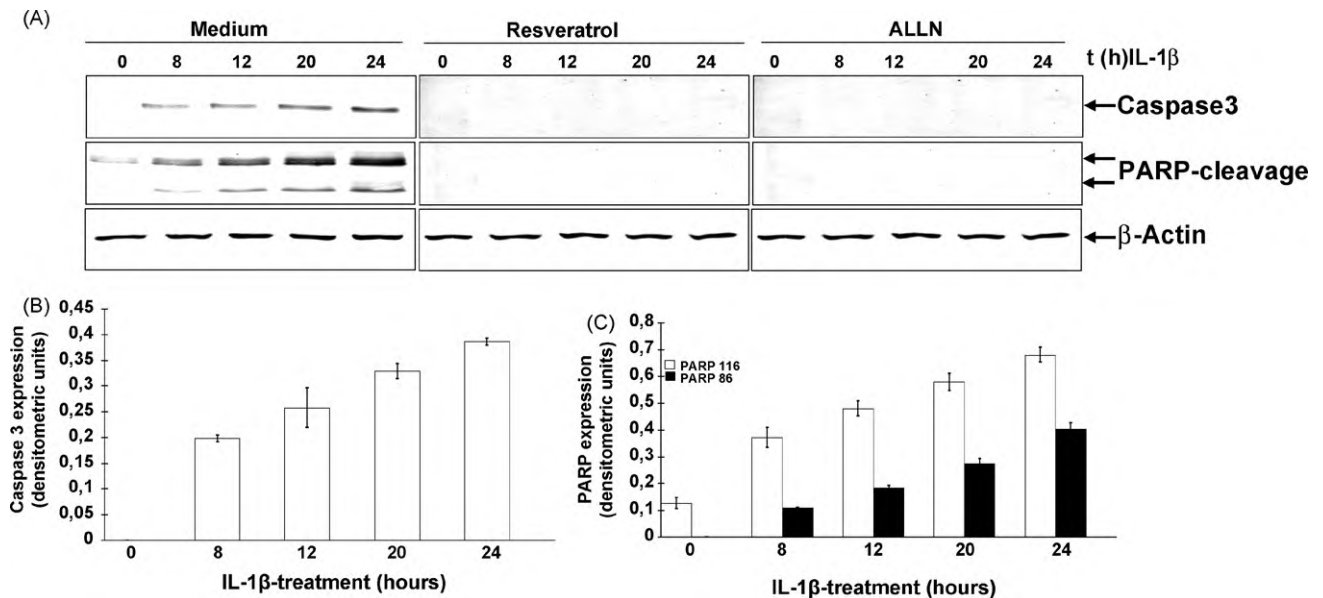 (A)
Medium Resveratrol ALLN
0 8 12 20 24 0 8 12 20 24 0 8 12 20 24 t (h)IL-1β
Caspase3
PARP-cleavage
β-Actin
(B)
Caspase 3 expression
(densitometric units)
0,45
0,4
0,35
0,3
0,25
0,2
0,15
0,1
0,05
0
0 8 12 20 24
IL-1β-treatment (hours)
(C)
PARP expression
(densitometric units)
0,8
0,7
0,6
0,5
0,4
0,3
0,2
0,1
0
PARP 116
PARP 86
0 8 12 20 24
IL-1β-treatment (hours)